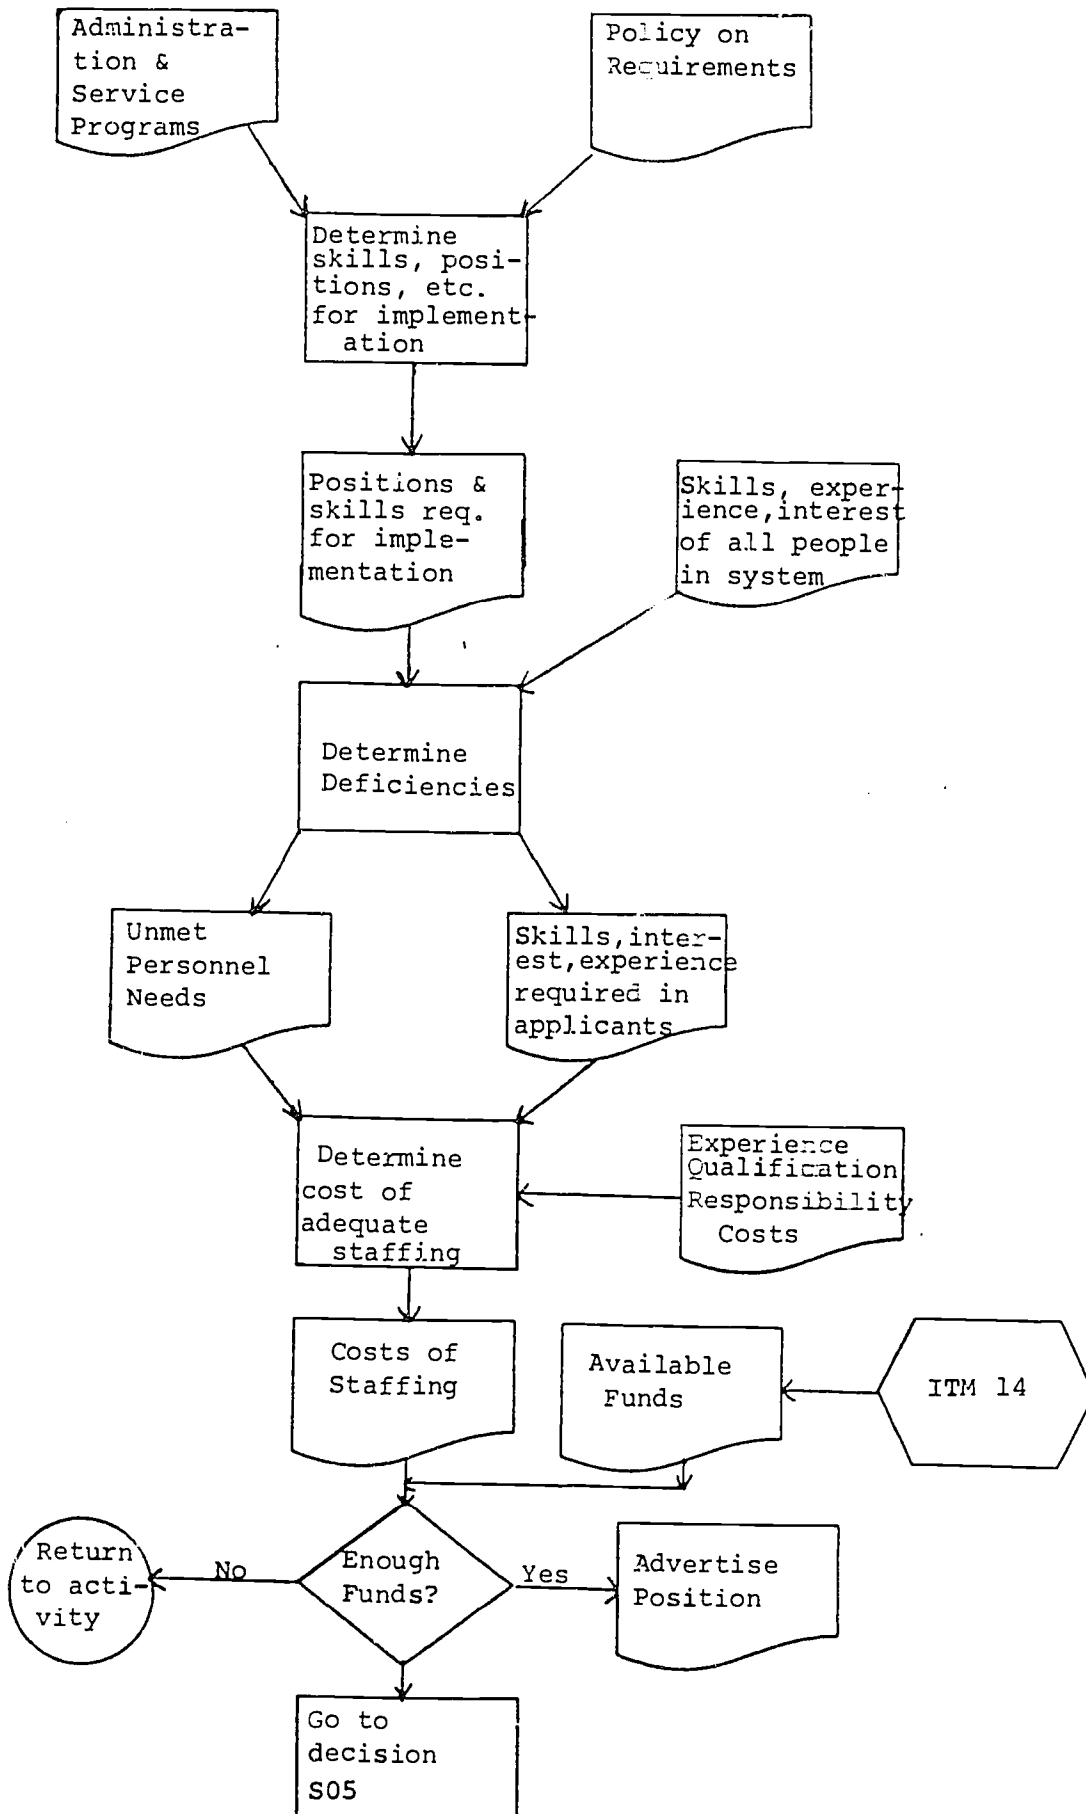 Administra-
tion &
Service
Programs
Policy on
Requirements
Determine
skills, posi-
tions, etc.
for implement-
ation
Positions &
skills req.
for imple-
mentation
Skills, exper-
ience, interest
of all people
in system
Determine
Deficiencies
Unmet
Personnel
Needs
Skills, inter-
est, experience
required in
applicants
Determine
cost of
adequate
staffing
Experience
Qualification
Responsibility
Costs
Costs of
Staffing
Available
Funds
ITM 14
Return
to acti-
vity
No
Enough
Funds?
Yes
Advertise
Position
Go to
decision
S05